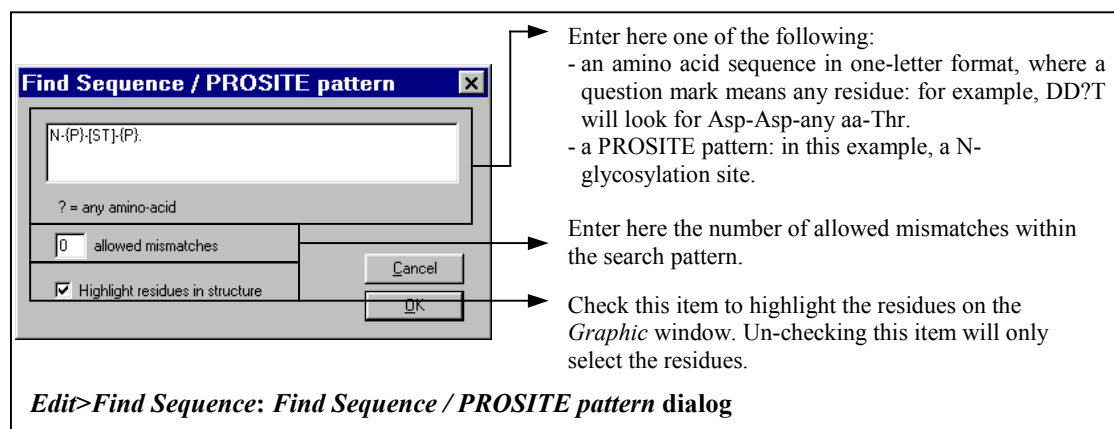 Find Sequence / PROSITE pattern
N-{P}-[ST]-{P}.
? = any amino-acid
0 allowed mismatches
Highlight residues in structure
Cancel
OK
Enter here one of the following:
- an amino acid sequence in one-letter format, where a
question mark means any residue: for example, DD?T
will look for Asp-Asp-any aa-Thr.
- a PROSITE pattern: in this example, a N-
glycosylation site.
Enter here the number of allowed mismatches within
the search pattern.
Check this item to highlight the residues on the
Graphic window. Un-checking this item will only
select the residues.
Edit>Find Sequence: Find Sequence / PROSITE pattern dialog